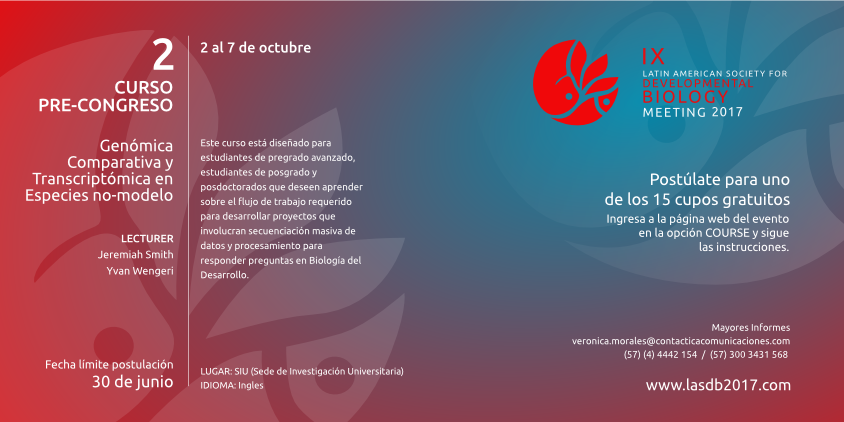 2
CURSO
PRE-CONGRESO
Genómica
Comparativa y
Transcriptómica en
Especies no-modelo
LECTURER
Jeremiah Smith
Yvan Wengeri
Fecha límite postulación
30 de junio
2 al 7 de octubre
Este curso está diseñado para
estudiantes de pregrado avanzado,
estudiantes de posgrado y
posdoctorados que deseen aprender
sobre el flujo de trabajo requerido
para desarrollar proyectos que
involucran secuenciación masiva de
datos y procesamiento para
responder preguntas en Biología del
Desarrollo.
LUGAR: SIU (Sede de Investigación Universitaria)
IDIOMA: Ingles
IX
LATIN AMERICAN SOCIETY FOR
DEVELOPMENTAL
BIOLOGY
MEETING 2017
Postúlate para uno
de los 15 cupos gratuitos
Ingresa a la página web del evento
en la opción COURSE y sigue
las instrucciones.
Mayores Informes
veronica.morales@contacticacomunicaciones.com
(57) (4) 4442 154 / (57) 300 3431 568
www.lasdb2017.com